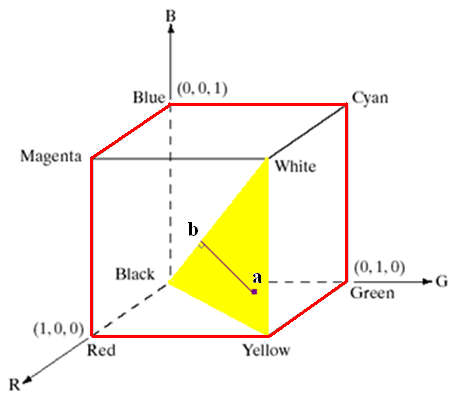 B
Blue (0, 0, 1)
Cyan
Magenta
White
b
Black
a
(0, 1, 0)
G
Green
(1, 0, 0)
Red
Yellow
R